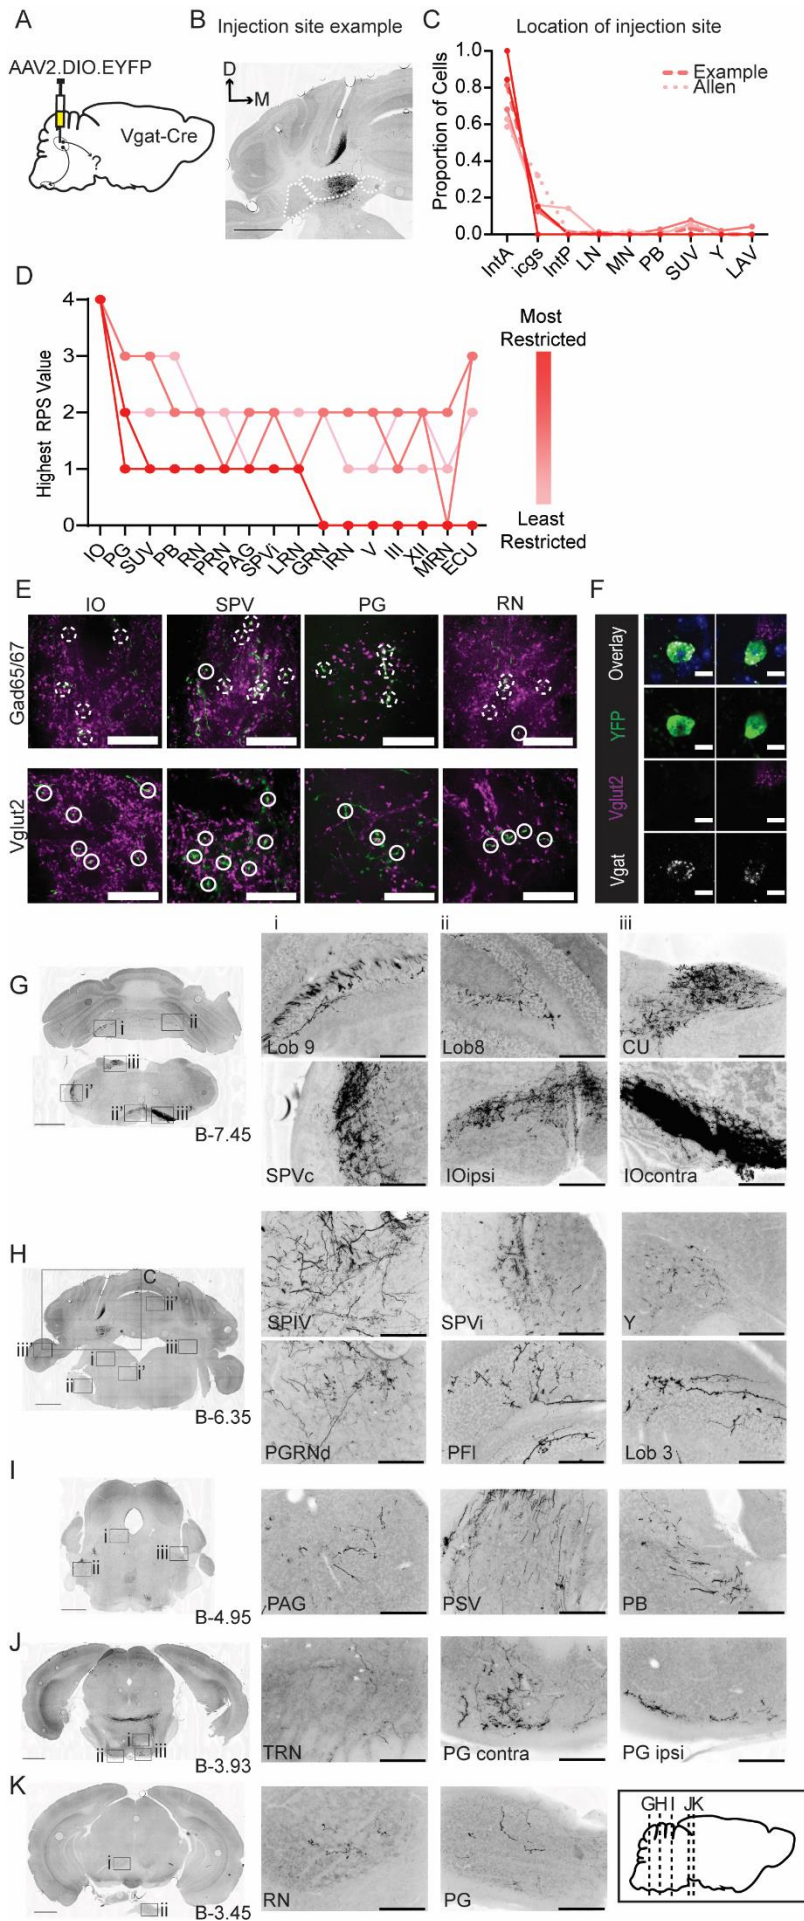 A
B Injection site example
C Location of injection site
AAV2.DIO.EYFP
Vgat-Cre
?
D
M
Proportion of Cells
1.0
0.8
0.6
0.4
0.2
0.0
Example
Allen
IntA
icgs
IntP
LN
MN
PB
SUV
Y
LAV
D
Highest RPS Value
4
3
2
1
0
IO
PG
SUV
PB
RN
PRN
PAG
SPVi
LRN
GRN
IRN
V
III
XII
MRN
ECU
Most
Restricted
Least
Restricted
E
IO SPV PG RN
Gad65/67
Vglut2
F
Overlay
YFP
Vglut2
Vgat
i ii iii
G
i
ii
iii
i'
ii'
iii'
B-7.45
Lob 9 Lob8 CU
SPVc IOipsi IOcontra
H
C
ii'
iii'
iii
i
i'
ii
B-6.35
SPIV SPVi Y
PGRNd PFl Lob 3
I
i
ii
iii
B-4.95
PAG PSV PB
J
i
ii
iii
B-3.93
TRN PG contra PG ipsi
K
i
ii
B-3.45
RN PG
GH I JK